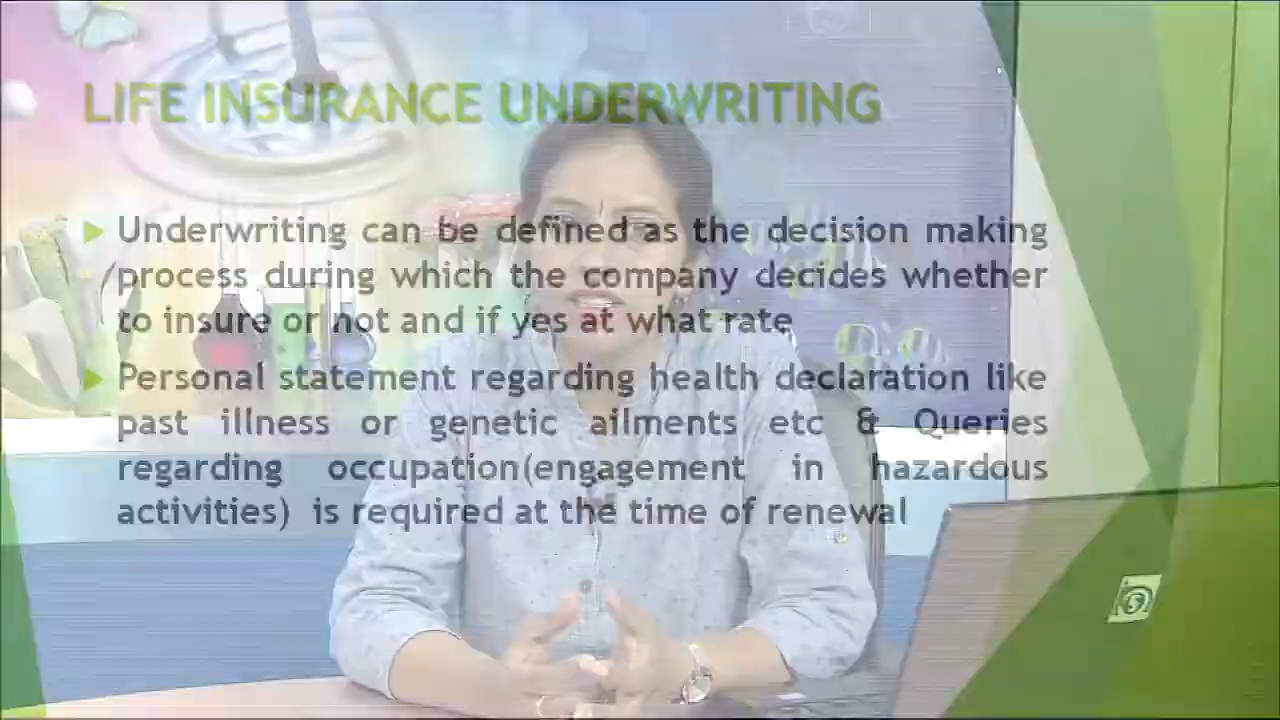 LIFE INSURANCE UNDERWRITING
Underwriting can be defined as the decision making
process during which the company decides whether
to insure or not and if yes at what rate
Personal statement regarding health declaration like
past illness or genetic ailments etc & Queries
regarding occupation(engagement in hazardous
activities) is required at the time of renewal